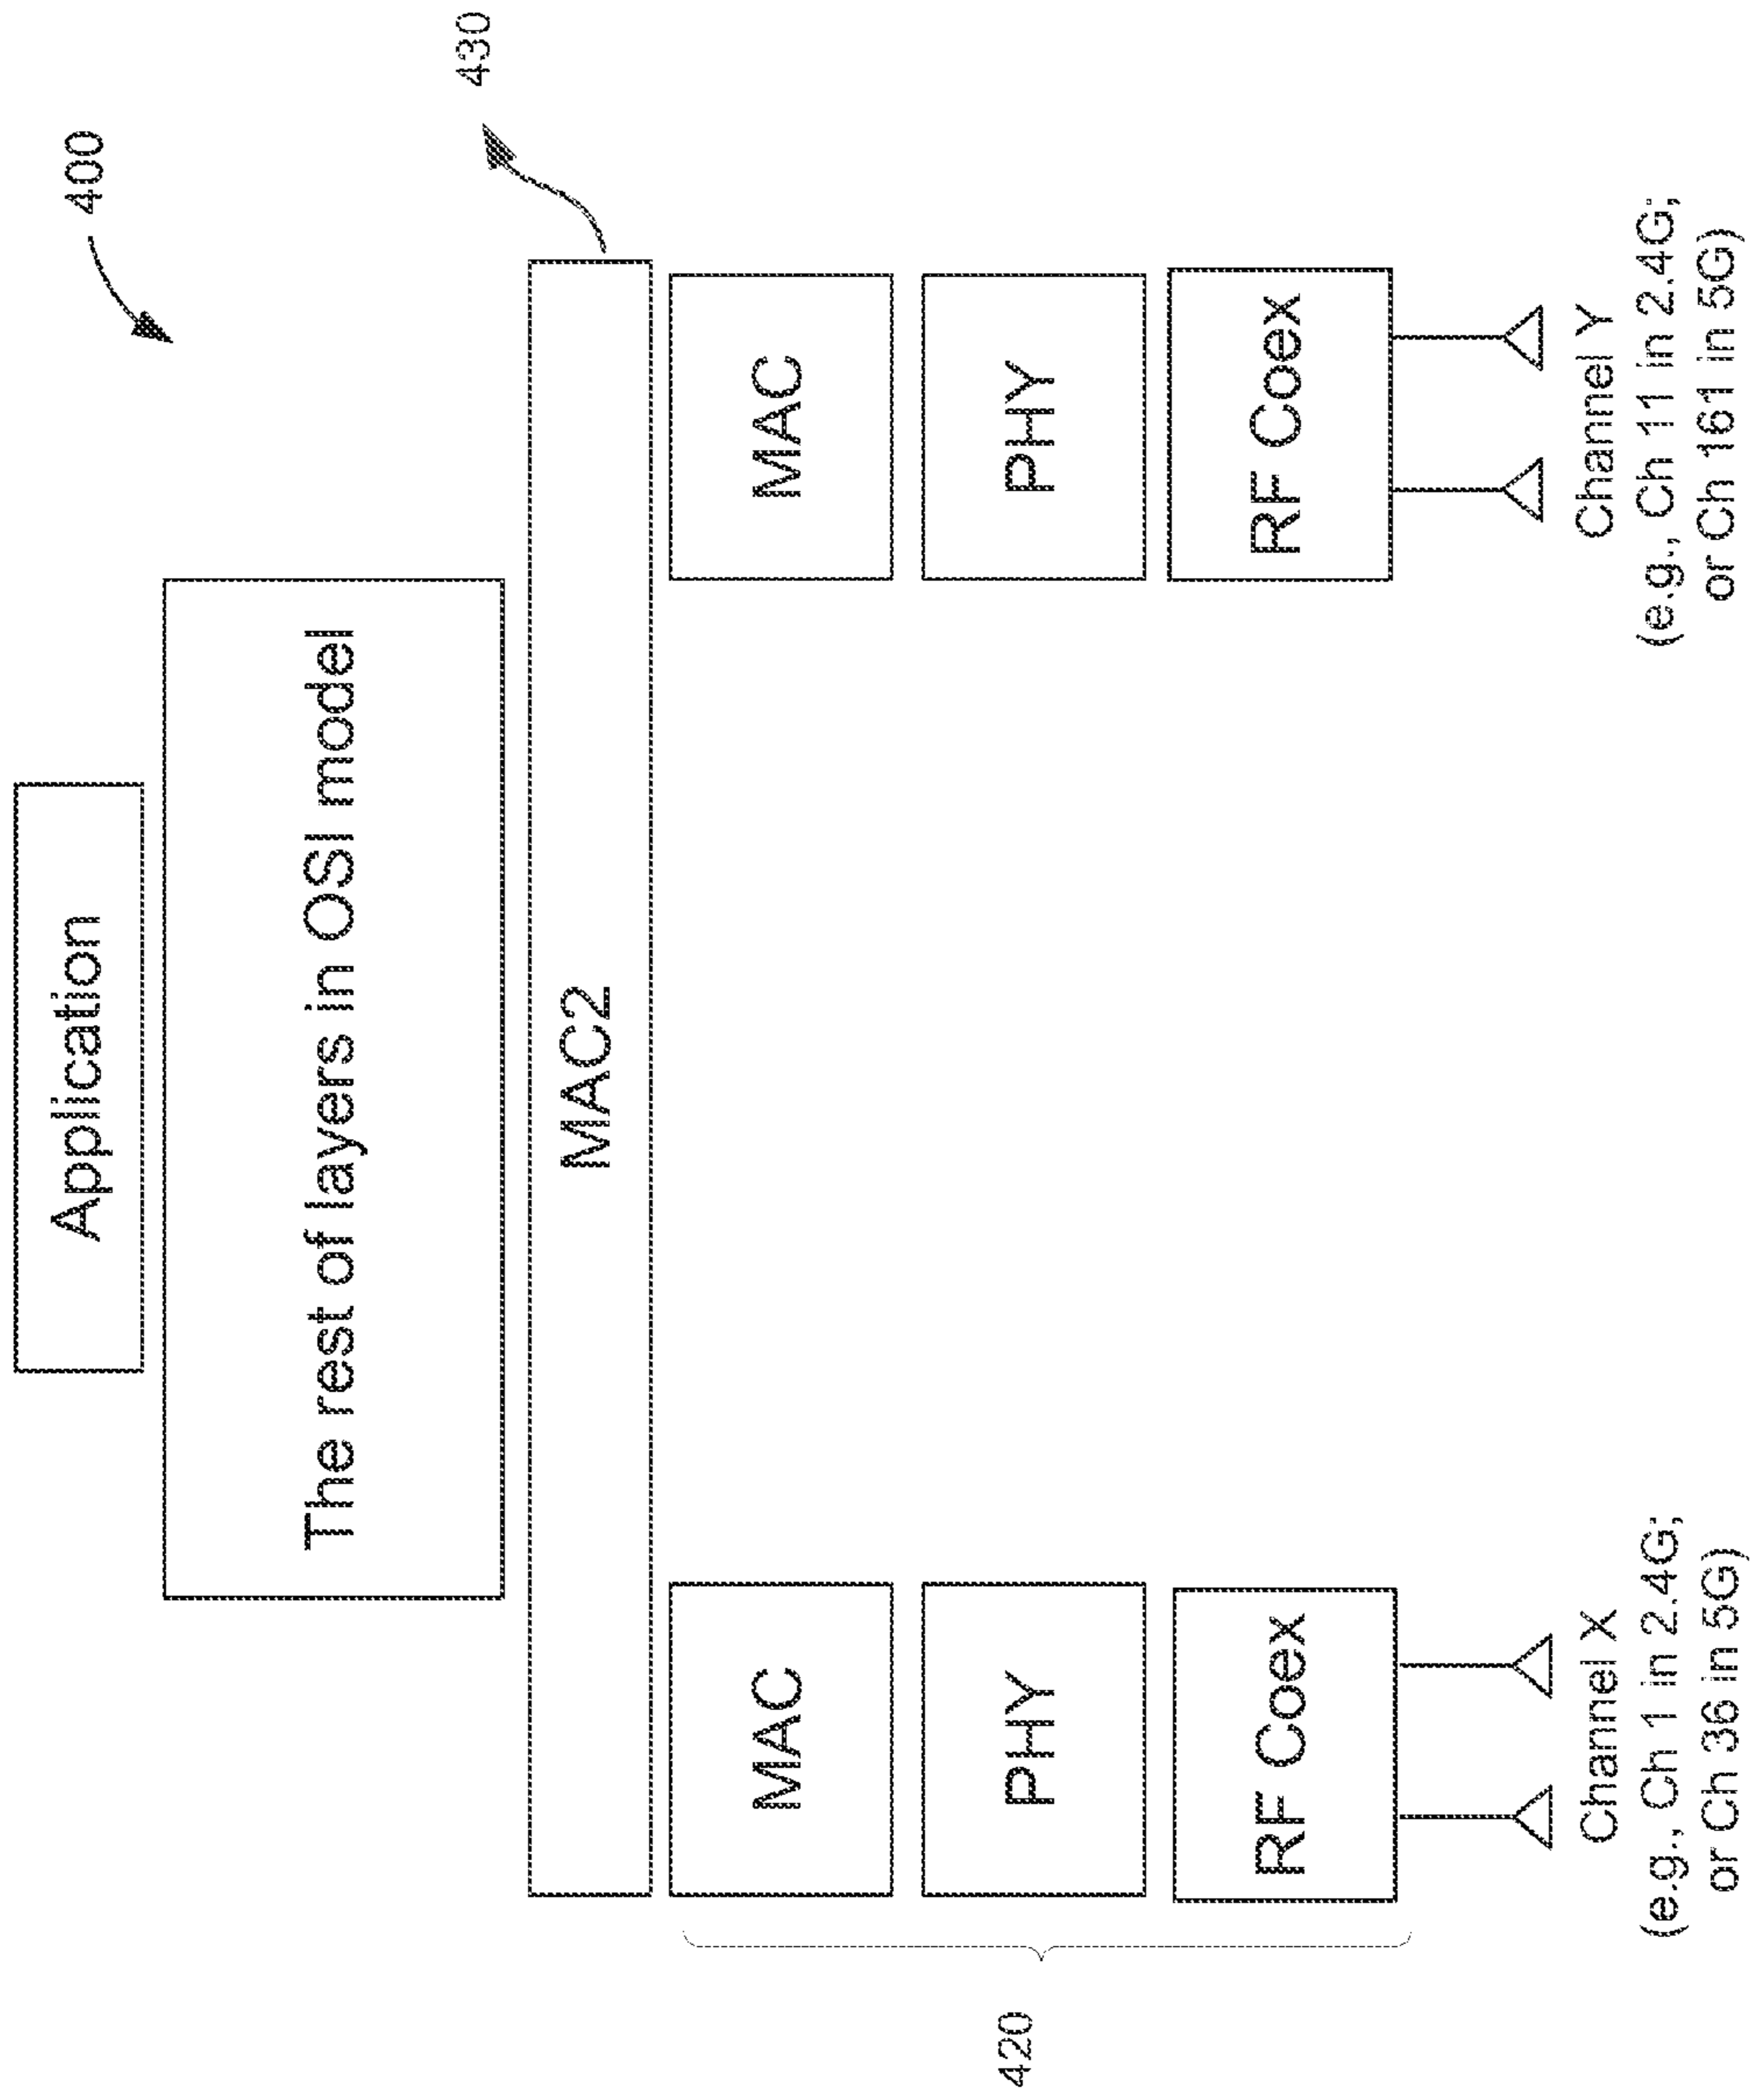 400
Application
The rest of layers in OSI model
430
MAC2
MAC
MAC
PHY
PHY
RF Coex
RF Coex
420
Channel X
(e.g., Ch 1 in 2.4G;
or Ch 36 in 5G)
Channel Y
(e.g., Ch 11 in 2.4G;
or Ch 161 in 5G)